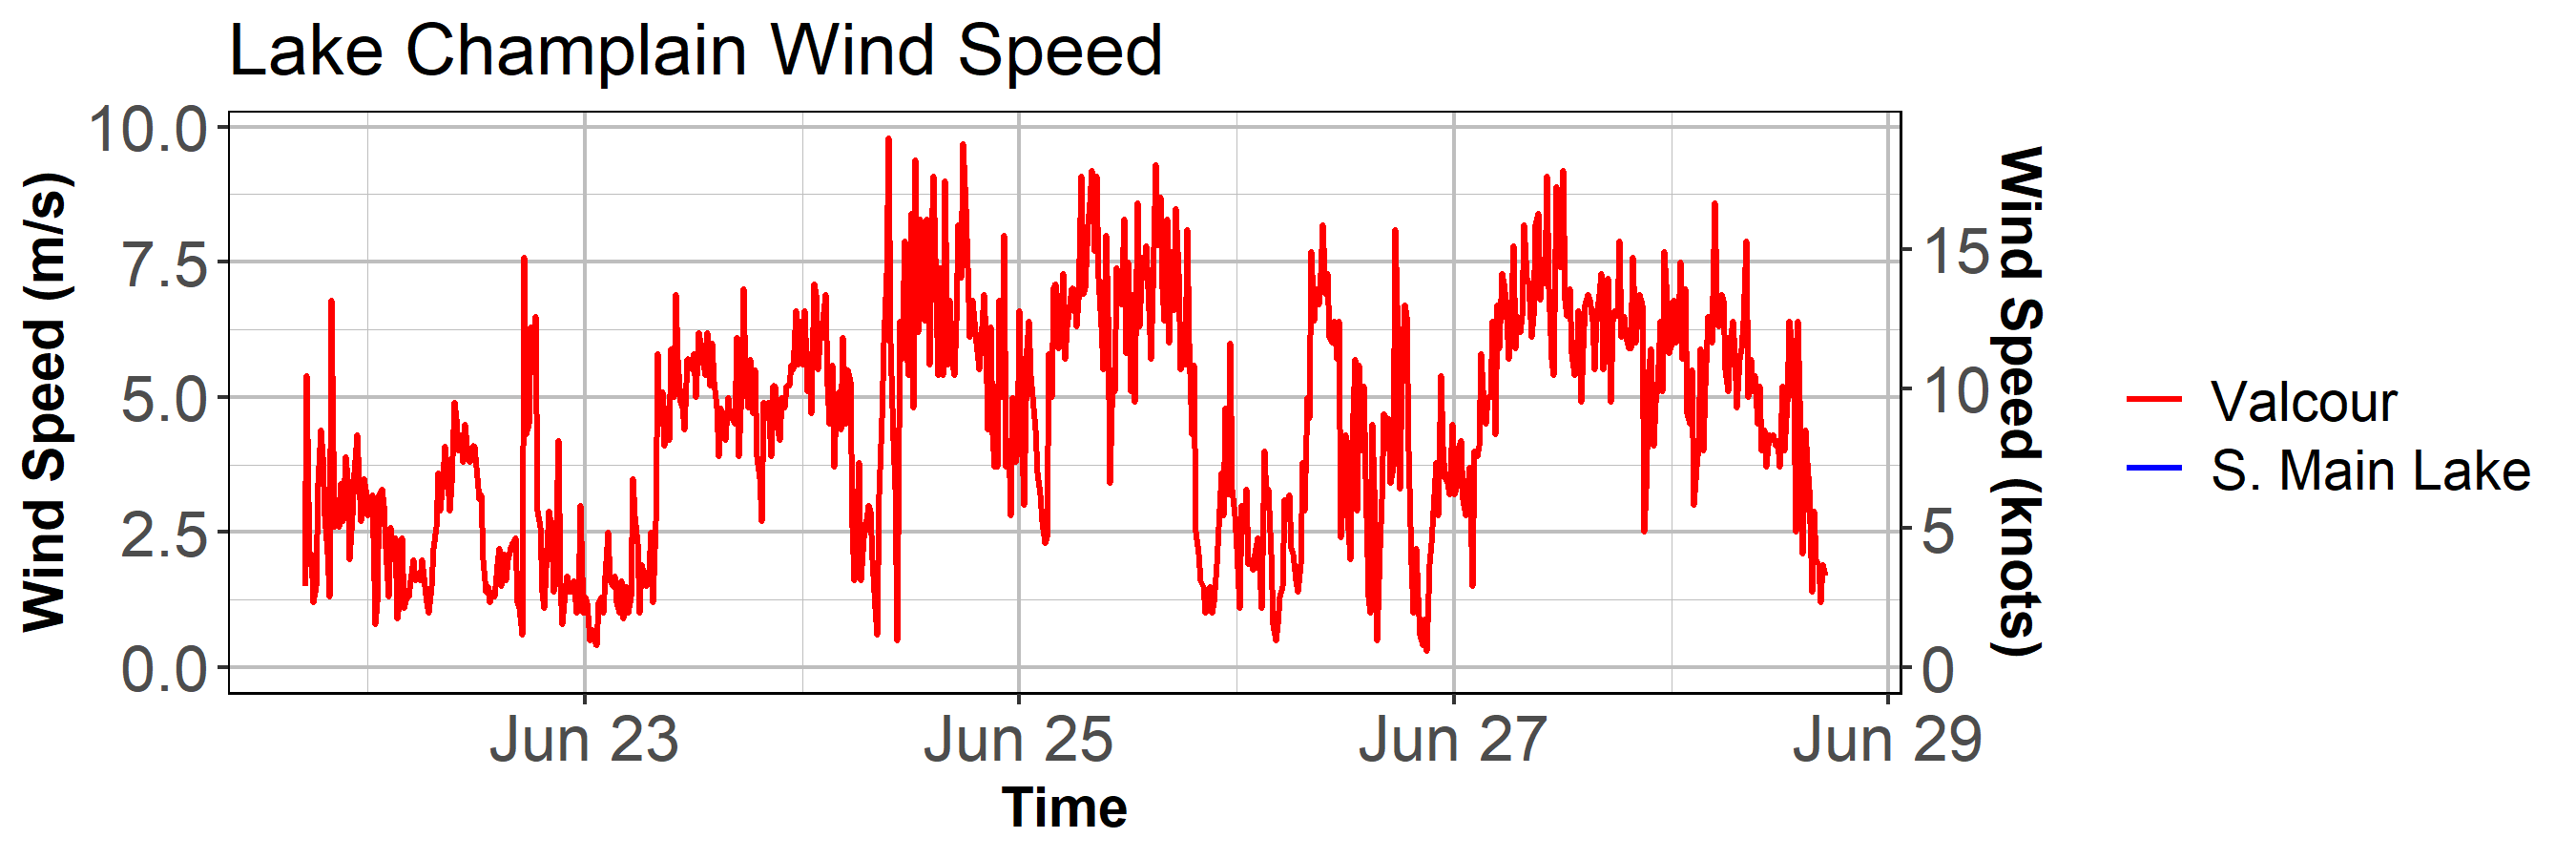 Lake Champlain Wind Speed
10.0
7.5
5.0
2.5
0.0
Wind Speed (m/s)
15
10
5
0
Wind Speed (knots)
Jun 23
Jun 25
Jun 27
Jun 29
Time
Valcour
S. Main Lake